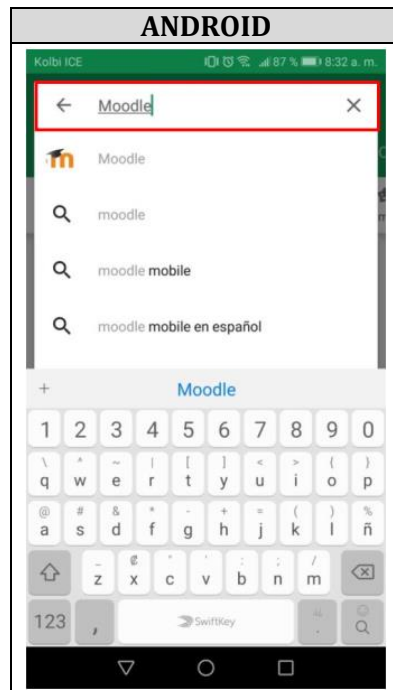 ANDROID
Kolbi ICE 87 % 8:32 a. m.
Moodle
Moodle
moodle
moodle mobile
moodle mobile en español
+ Moodle
1 2 3 4 5 6 7 8 9 0
\ ^ ~ | [ ] < > { }
q w e r t y u i o p
@ # & * - + = ( ) %
a s d f g h j k l ñ
_ ₡ " ' : ; /
z x c v b n m
123 , SwiftKey .